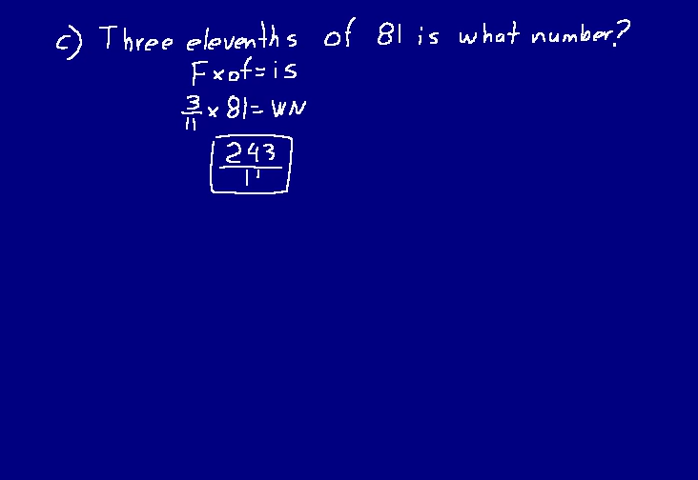 c) Three elevenths of 81 is what number?
F x of = is
3/11 x 81 = WN
243/11